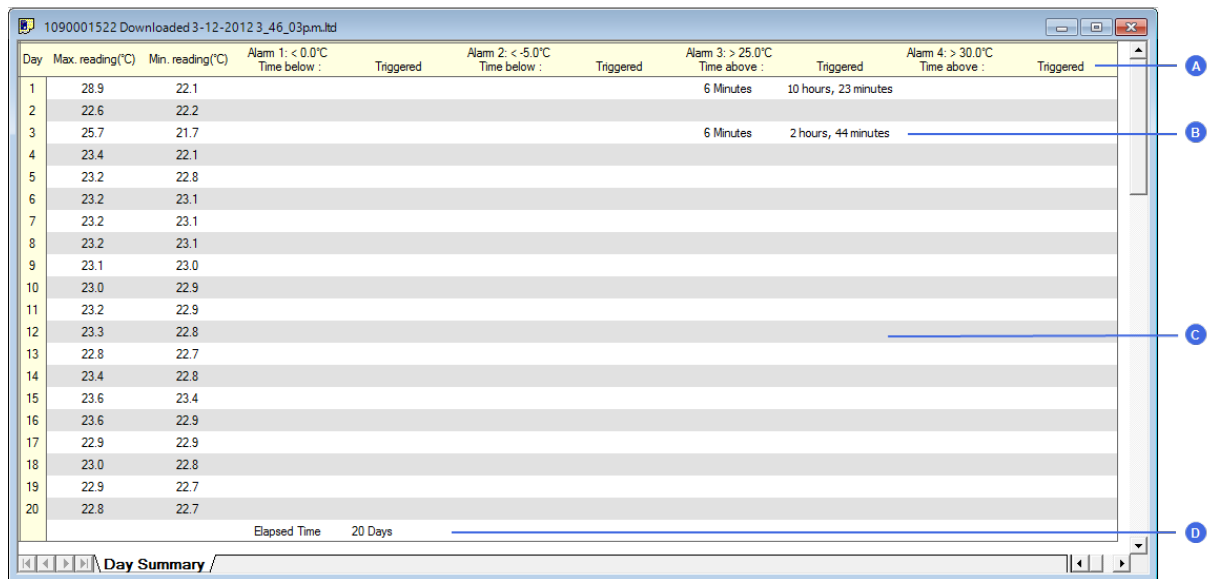 1090001522 Downloaded 3-12-2012 3_46_03p.m.ltd
Day Max. reading(°C) Min. reading(°C) Alarm 1: < 0.0°C Time below : Triggered Alarm 2: < -5.0°C Time below : Triggered Alarm 3: > 25.0°C Time above : Triggered Alarm 4: > 30.0°C Time above : Triggered A
1 28.9 22.1 6 Minutes 10 hours, 23 minutes
2 22.6 22.2
3 25.7 21.7 6 Minutes 2 hours, 44 minutes B
4 23.4 22.1
5 23.2 22.8
6 23.2 23.1
7 23.2 23.1
8 23.2 23.1
9 23.1 23.0
10 23.0 22.9
11 23.2 22.9
12 23.3 22.8 C
13 22.8 22.7
14 23.4 22.8
15 23.6 23.4
16 23.6 22.9
17 22.9 22.9
18 23.0 22.8
19 22.9 22.7
20 22.8 22.7
Elapsed Time 20 Days D
Day Summary